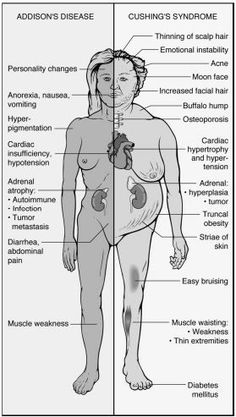 ADDISON'S DISEASE
Personality changes
Anorexia, nausea,
vomiting
Hyper-
pigmentation
Cardiac
insufficiency,
hypotension
Adrenal
atrophy:
• Autoimmune
• Infection
• Tumor
metastasis
Diarrhea,
abdominal
pain
Muscle weakness
CUSHING'S SYNDROME
Thinning of scalp hair
Emotional instability
Acne
Moon face
Increased facial hair
Buffalo hump
Osteoporosis
Cardiac
hypertrophy
and hyper-
tension
Adrenal:
• hyperplasia
• tumor
Truncal
obesity
Striae of
skin
Easy bruising
Muscle waisting:
• Weakness
• Thin extremities
Diabetes
mellitus